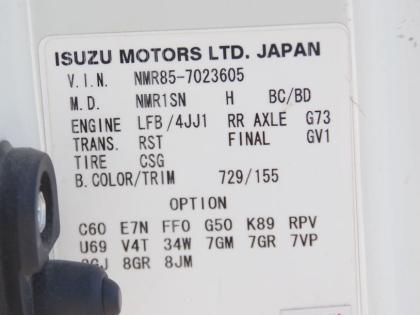 ISUZU MOTORS LTD. JAPAN
V.I.N. NMR85-7023605
M.D. NMR1SN H BC/BD
ENGINE LFB/4JJ1 RR AXLE G73
TRANS. RST FINAL GV1
TIRE CSG
B.COLOR/TRIM 729/155
OPTION
C60 E7N FF0 G50 K89 RPV
U69 V4T 34W 7GM 7GR 7VP
8GR 8JM